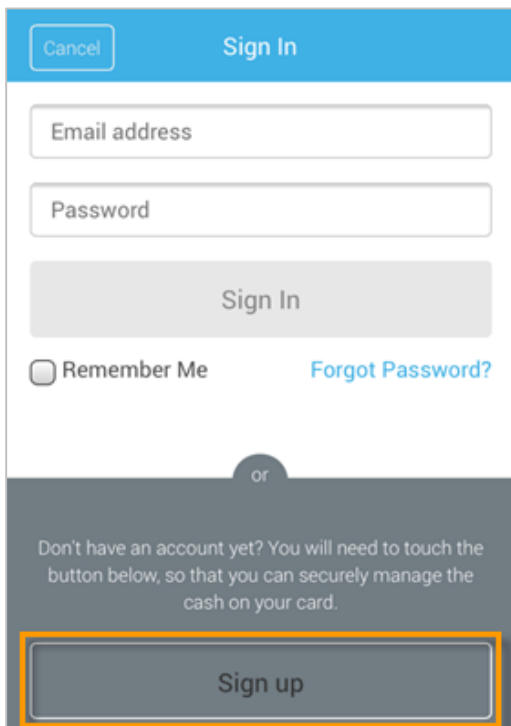 Cancel
Sign In
Email address
Password
Sign In
Remember Me
Forgot Password?
or
Don't have an account yet? You will need to touch the
button below, so that you can securely manage the
cash on your card.
Sign up